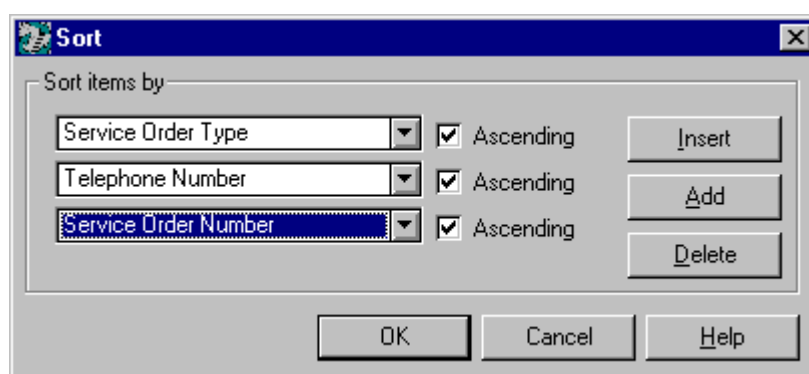 Sort
Sort items by
Service Order Type Ascending Insert
Telephone Number Ascending Add
Service Order Number Ascending Delete
OK Cancel Help